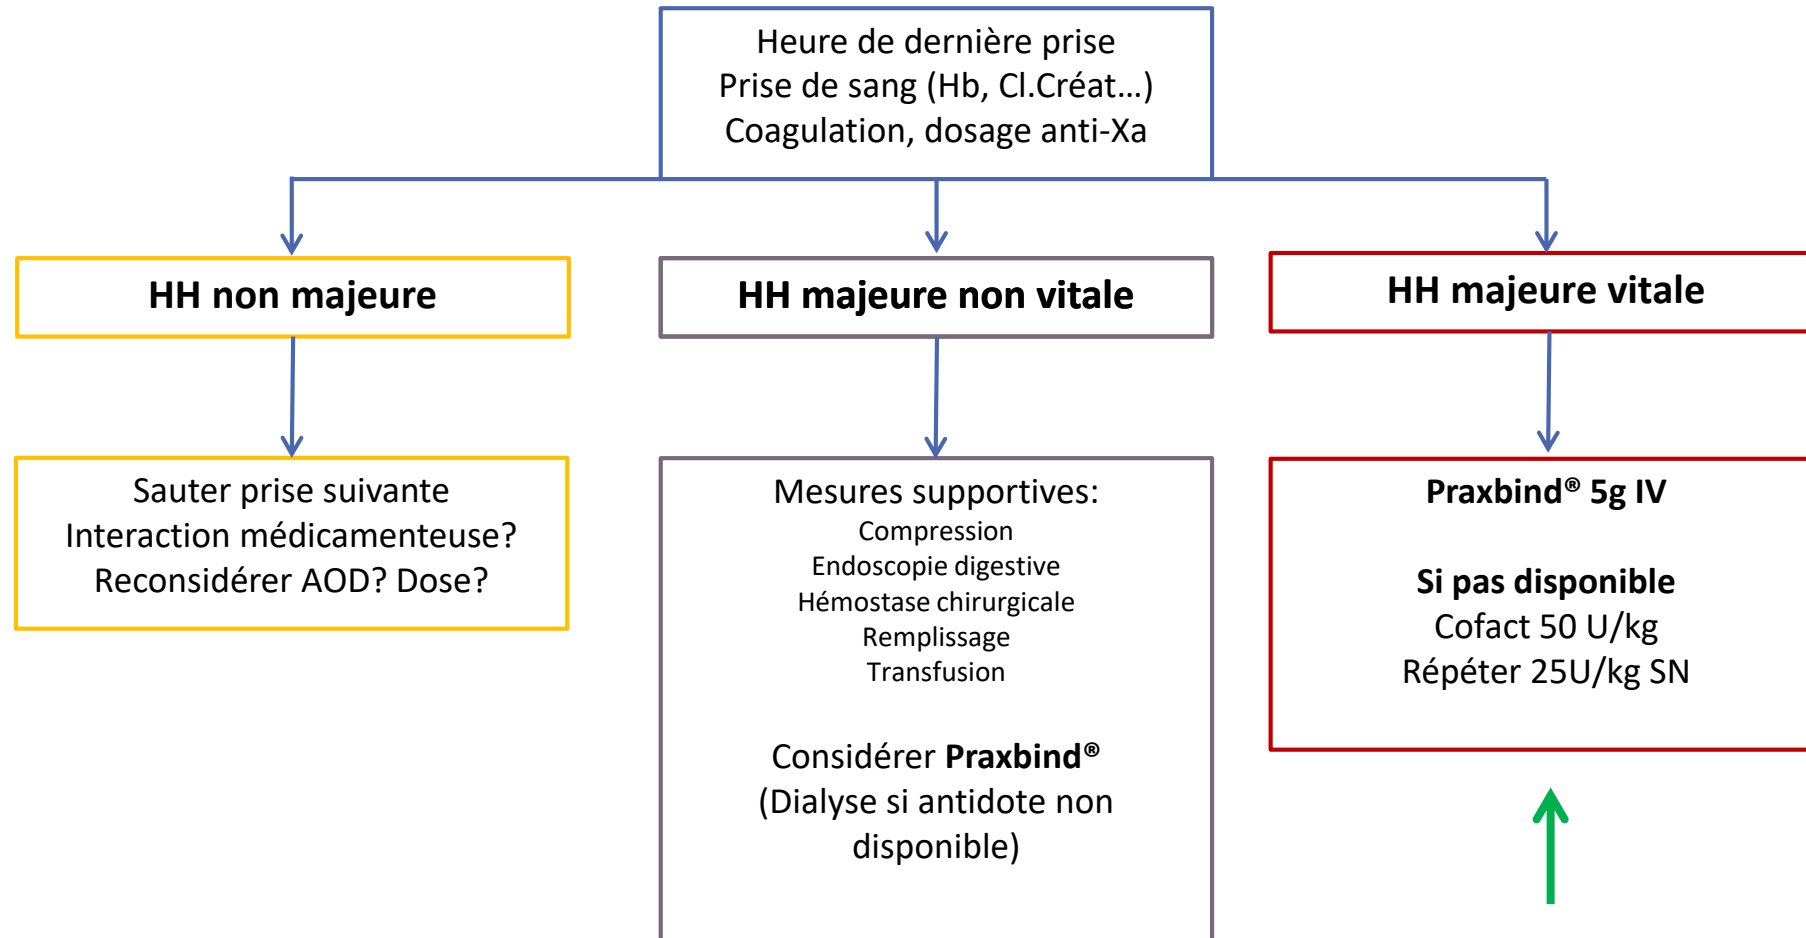 Heure de dernière prise
Prise de sang (Hb, Cl.Créat…)
Coagulation, dosage anti-Xa
HH non majeure
HH majeure non vitale
HH majeure vitale
Sauter prise suivante
Interaction médicamenteuse?
Reconsidérer AOD? Dose?
Mesures supportives:
Compression
Endoscopie digestive
Hémostase chirurgicale
Remplissage
Transfusion
Considérer Praxbind®
(Dialyse si antidote non
disponible)
Praxbind® 5g IV
Si pas disponible
Cofact 50 U/kg
Répéter 25U/kg SN